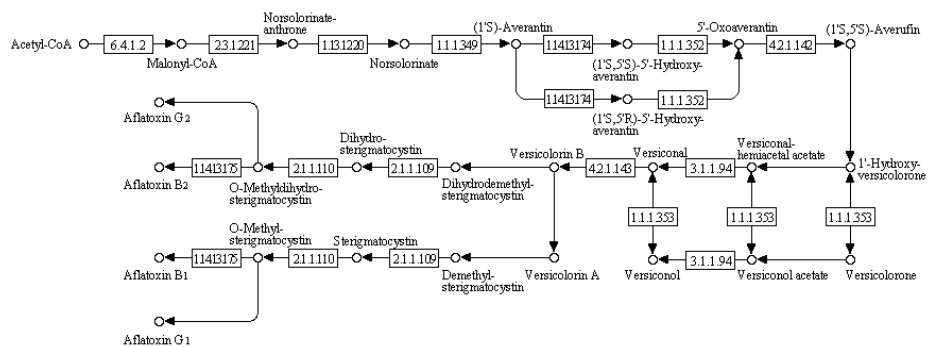 Norsolorinate-
anthrone
(1'S)-Averantin
5'-Oxoaverantin
(1'S,5'S)-Averufin
Acetyl-CoA
6.4.1.2
2.3.1.221
1.13.12.20
1.1.1.349
1.14.13.174
1.1.1.352
4.2.1.142
Malonyl-CoA
Norsolorinate
(1'S,5'S)-5'-Hydroxy-
averantin
1.14.13.174
1.1.1.352
(1'S,5'R)-5'-Hydroxy-
averantin
Aflatoxin G2
Dihydro-
sterigmatocystin
Versicolorin B
Versiconal
Versiconal-
hemiacetal acetate
1'-Hydroxy-
versicolorone
1.14.13.175
2.1.1.110
2.1.1.109
4.2.1.143
3.1.1.94
Aflatoxin B2
O-Methyldihydro-
sterigmatocystin
Dihydrodemethyl-
sterigmatocystin
1.1.1.353
1.1.1.353
1.1.1.353
O-Methyl-
sterigmatocystin
Sterigmatocystin
1.14.13.175
2.1.1.110
2.1.1.109
3.1.1.94
Aflatoxin B1
Demethyl-
sterigmatocystin
Versicolorin A
Versiconol
Versiconol acetate
Versicolorone
Aflatoxin G1